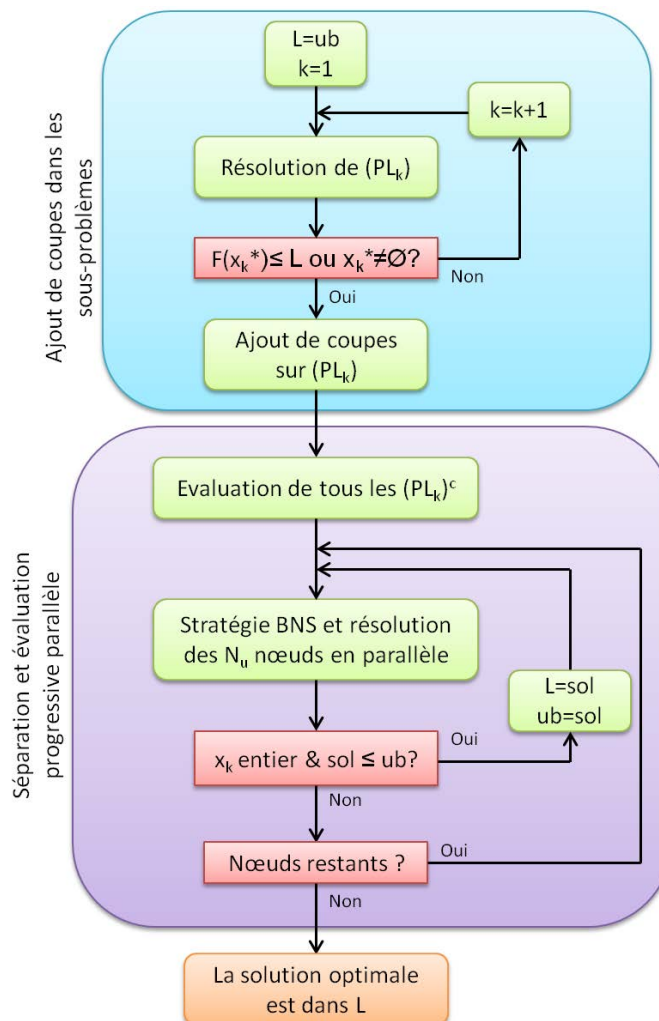 Ajout de coupes dans les
sous-problèmes
L=ub
k=1
k=k+1
Résolution de (PLk)
F(xk*)≤ L ou xk*≠Ø?
Non
Oui
Ajout de coupes
sur (PLk)
Séparation et évaluation
progressive parallèle
Evaluation de tous les (PLk)c
Stratégie BNS et résolution
des Nu nœuds en parallèle
L=sol
ub=sol
xk entier & sol ≤ ub?
Oui
Non
Nœuds restants ?
Oui
Non
La solution optimale
est dans L